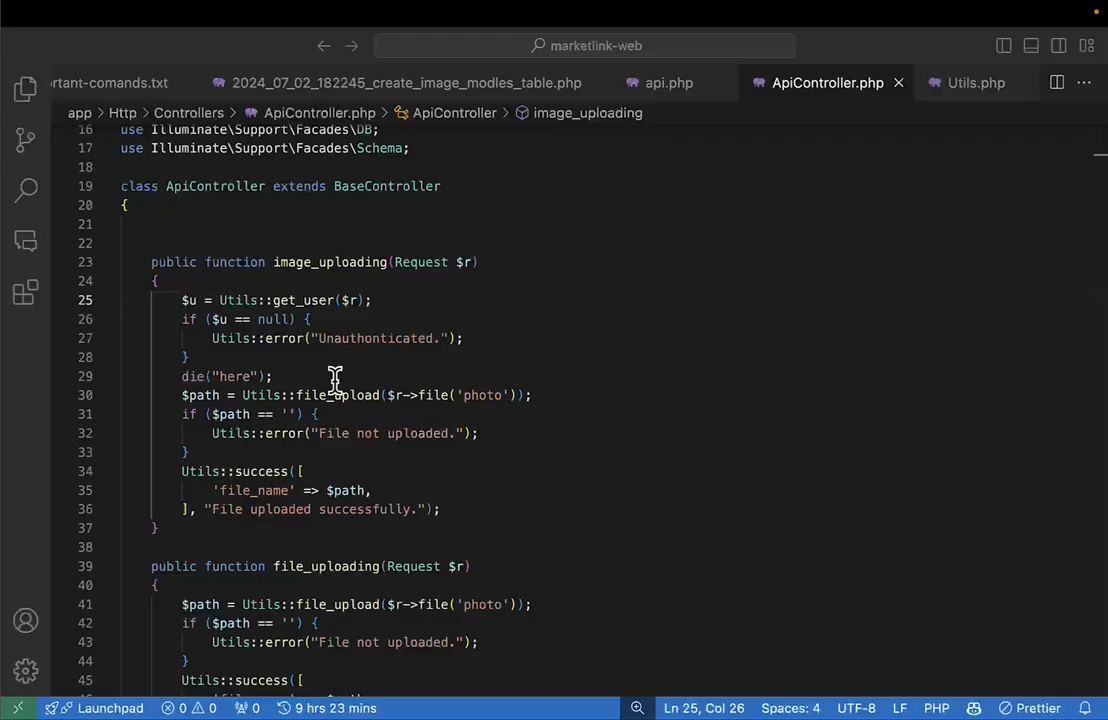 marketlink-web
ortant-comands.txt
2024_07_02_182245_create_image_modles_table.php
api.php
ApiController.php
Utils.php
app > Http > Controllers > ApiController.php > ApiController > image_uploading
16 use Illuminate\Support\Facades\DB;
17 use Illuminate\Support\Facades\Schema;
18
19 class ApiController extends BaseController
20 {
21
22
23 public function image_uploading(Request $r)
24 {
25 $u = Utils::get_user($r);
26 if ($u == null) {
27 Utils::error("Unauthonticated.");
28 }
29 die("here");
30 $path = Utils::file_upload($r->file('photo'));
31 if ($path == '') {
32 Utils::error("File not uploaded.");
33 }
34 Utils::success([
35 'file_name' => $path,
36 ], "File uploaded successfully.");
37 }
38
39 public function file_uploading(Request $r)
40 {
41 $path = Utils::file_upload($r->file('photo'));
42 if ($path == '') {
43 Utils::error("File not uploaded.");
44 }
45 Utils::success([
Launchpad 0 0 0 9 hrs 23 mins Ln 25, Col 26 Spaces: 4 UTF-8 LF PHP Prettier